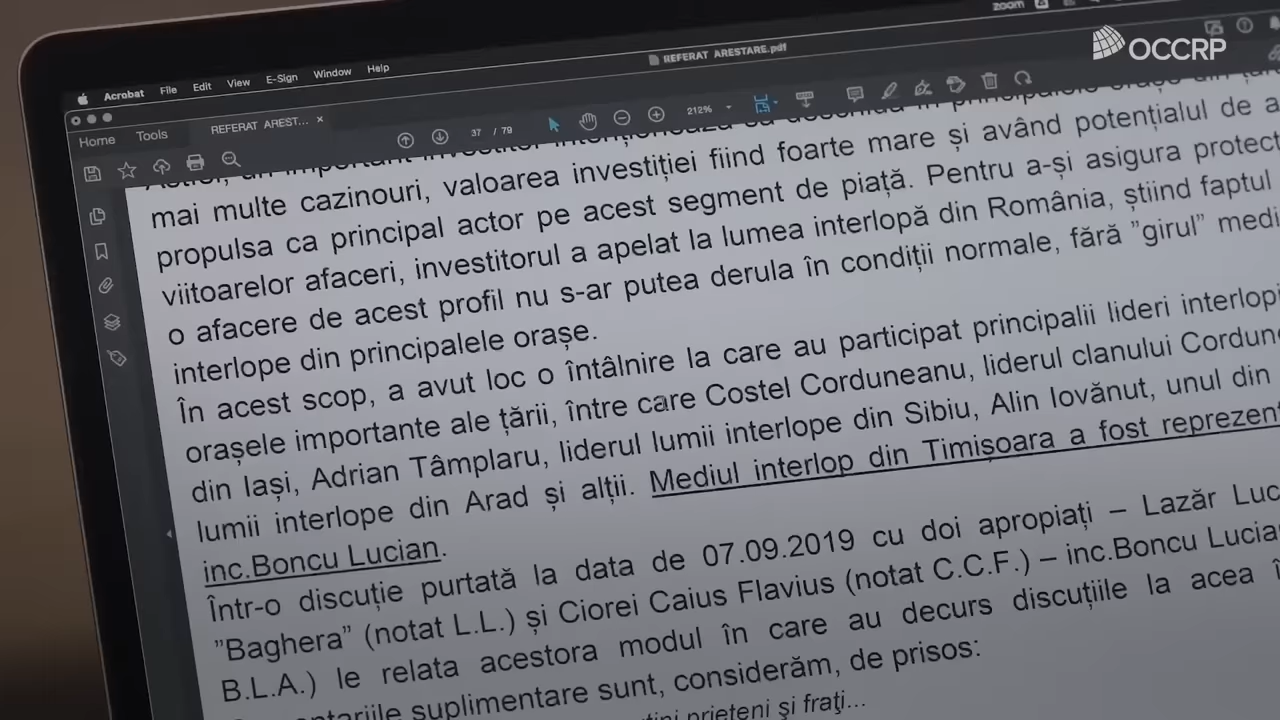 zoom
OCCRP
Acrobat File Edit View E-Sign Window Help
REFERAT ARESTARE.pdf
Home Tools REFERAT AREST... ×
37 / 79 212%
un important investitor
mai multe cazinouri, valoarea investiției fiind foarte mare și având potențialul de a
propulsa ca principal actor pe acest segment de piață. Pentru a-și asigura protect
viitoarelor afaceri, investitorul a apelat la lumea interlopă din România, știind faptul
o afacere de acest profil nu s-ar putea derula în condiții normale, fără ”girul” medi
interlope din principalele orașe.
În acest scop, a avut loc o întâlnire la care au participat principalii lideri interlopi
orașele importante ale țării, între care Costel Corduneanu, liderul clanului Cordun
din Iași, Adrian Tâmplaru, liderul lumii interlope din Sibiu, Alin Iovănut, unul din
lumii interlope din Arad și alții. Mediul interlop din Timișoara a fost reprezent
inc.Boncu Lucian.
Într-o discuție purtată la data de 07.09.2019 cu doi apropiați – Lazăr Luc
”Baghera” (notat L.L.) și Ciorei Caius Flavius (notat C.C.F.) – inc.Boncu Lucia
B.L.A.) le relata acestora modul în care au decurs discuțiile la acea î
suplimentare sunt, considerăm, de prisos:
prieteni şi fraţi...